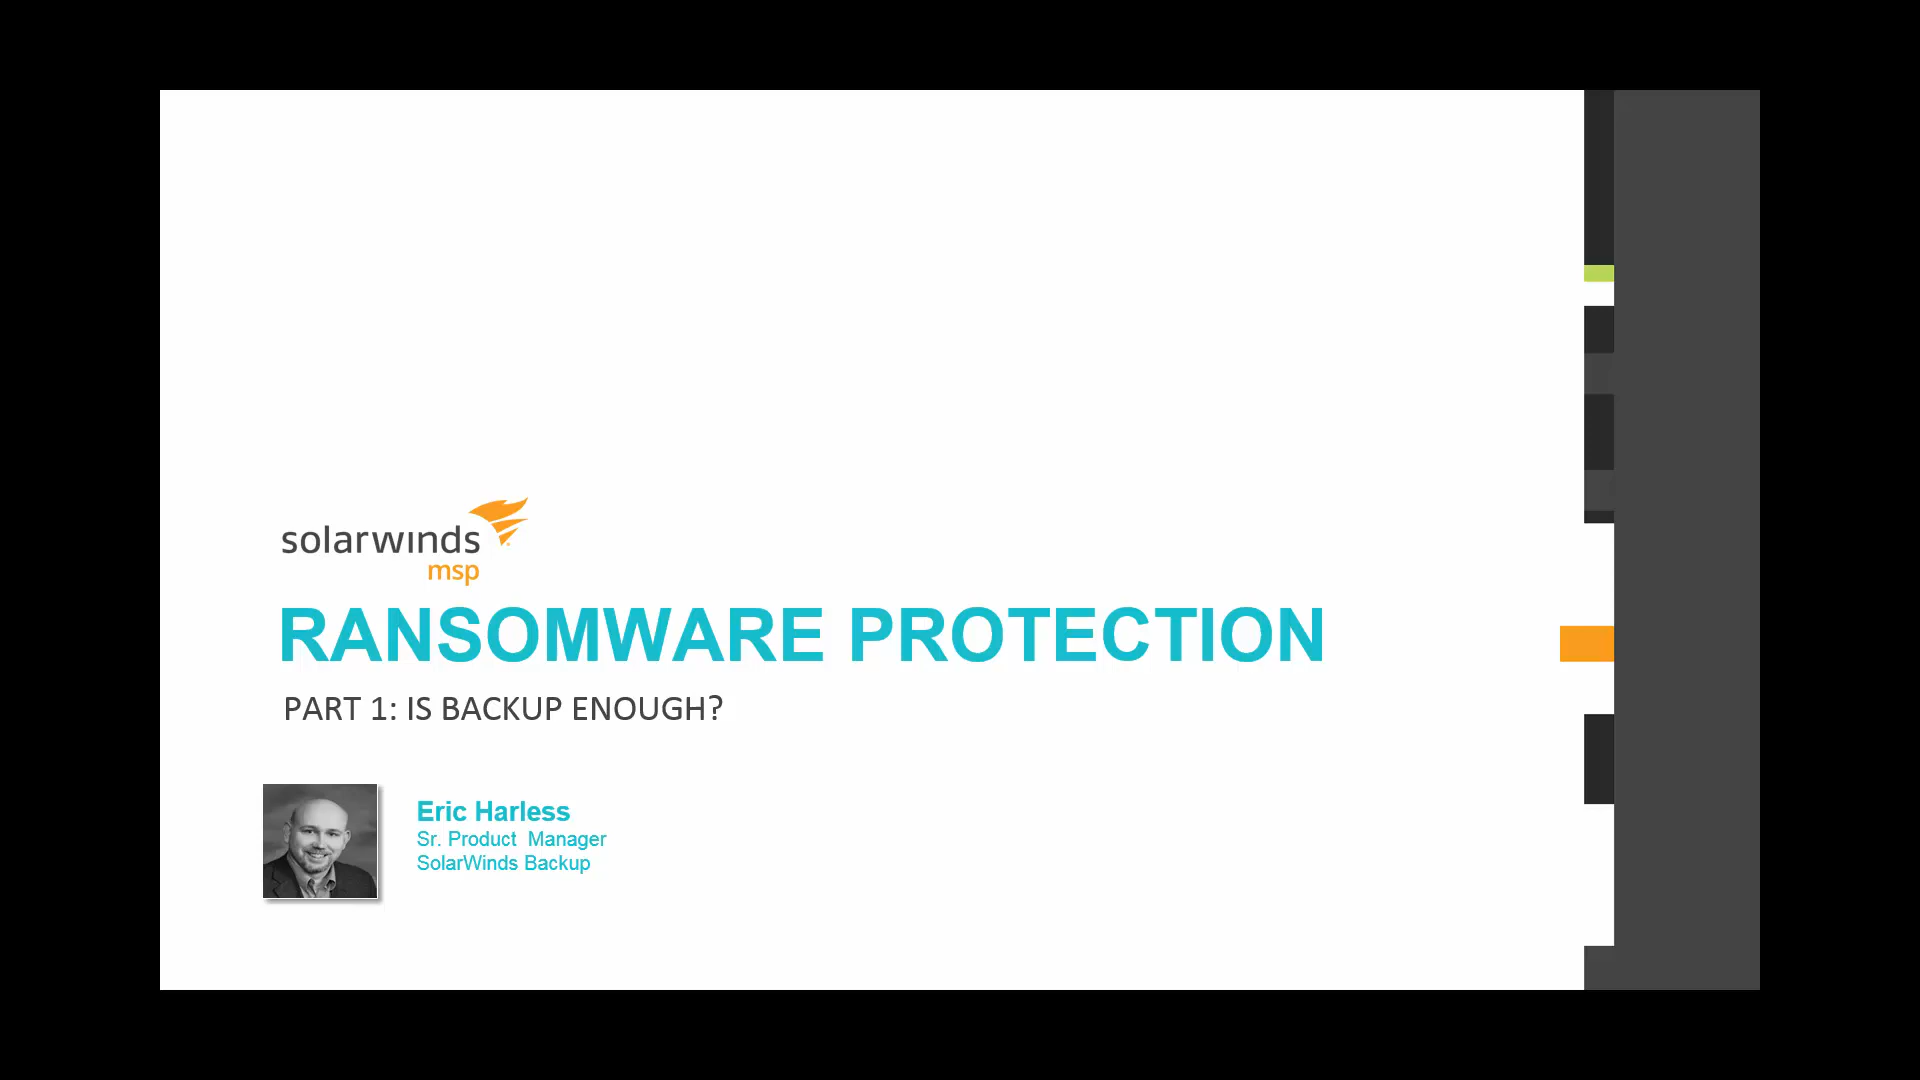 solarwinds
msp
RANSOMWARE PROTECTION
PART 1: IS BACKUP ENOUGH?
Eric Harless
Sr. Product Manager
SolarWinds Backup